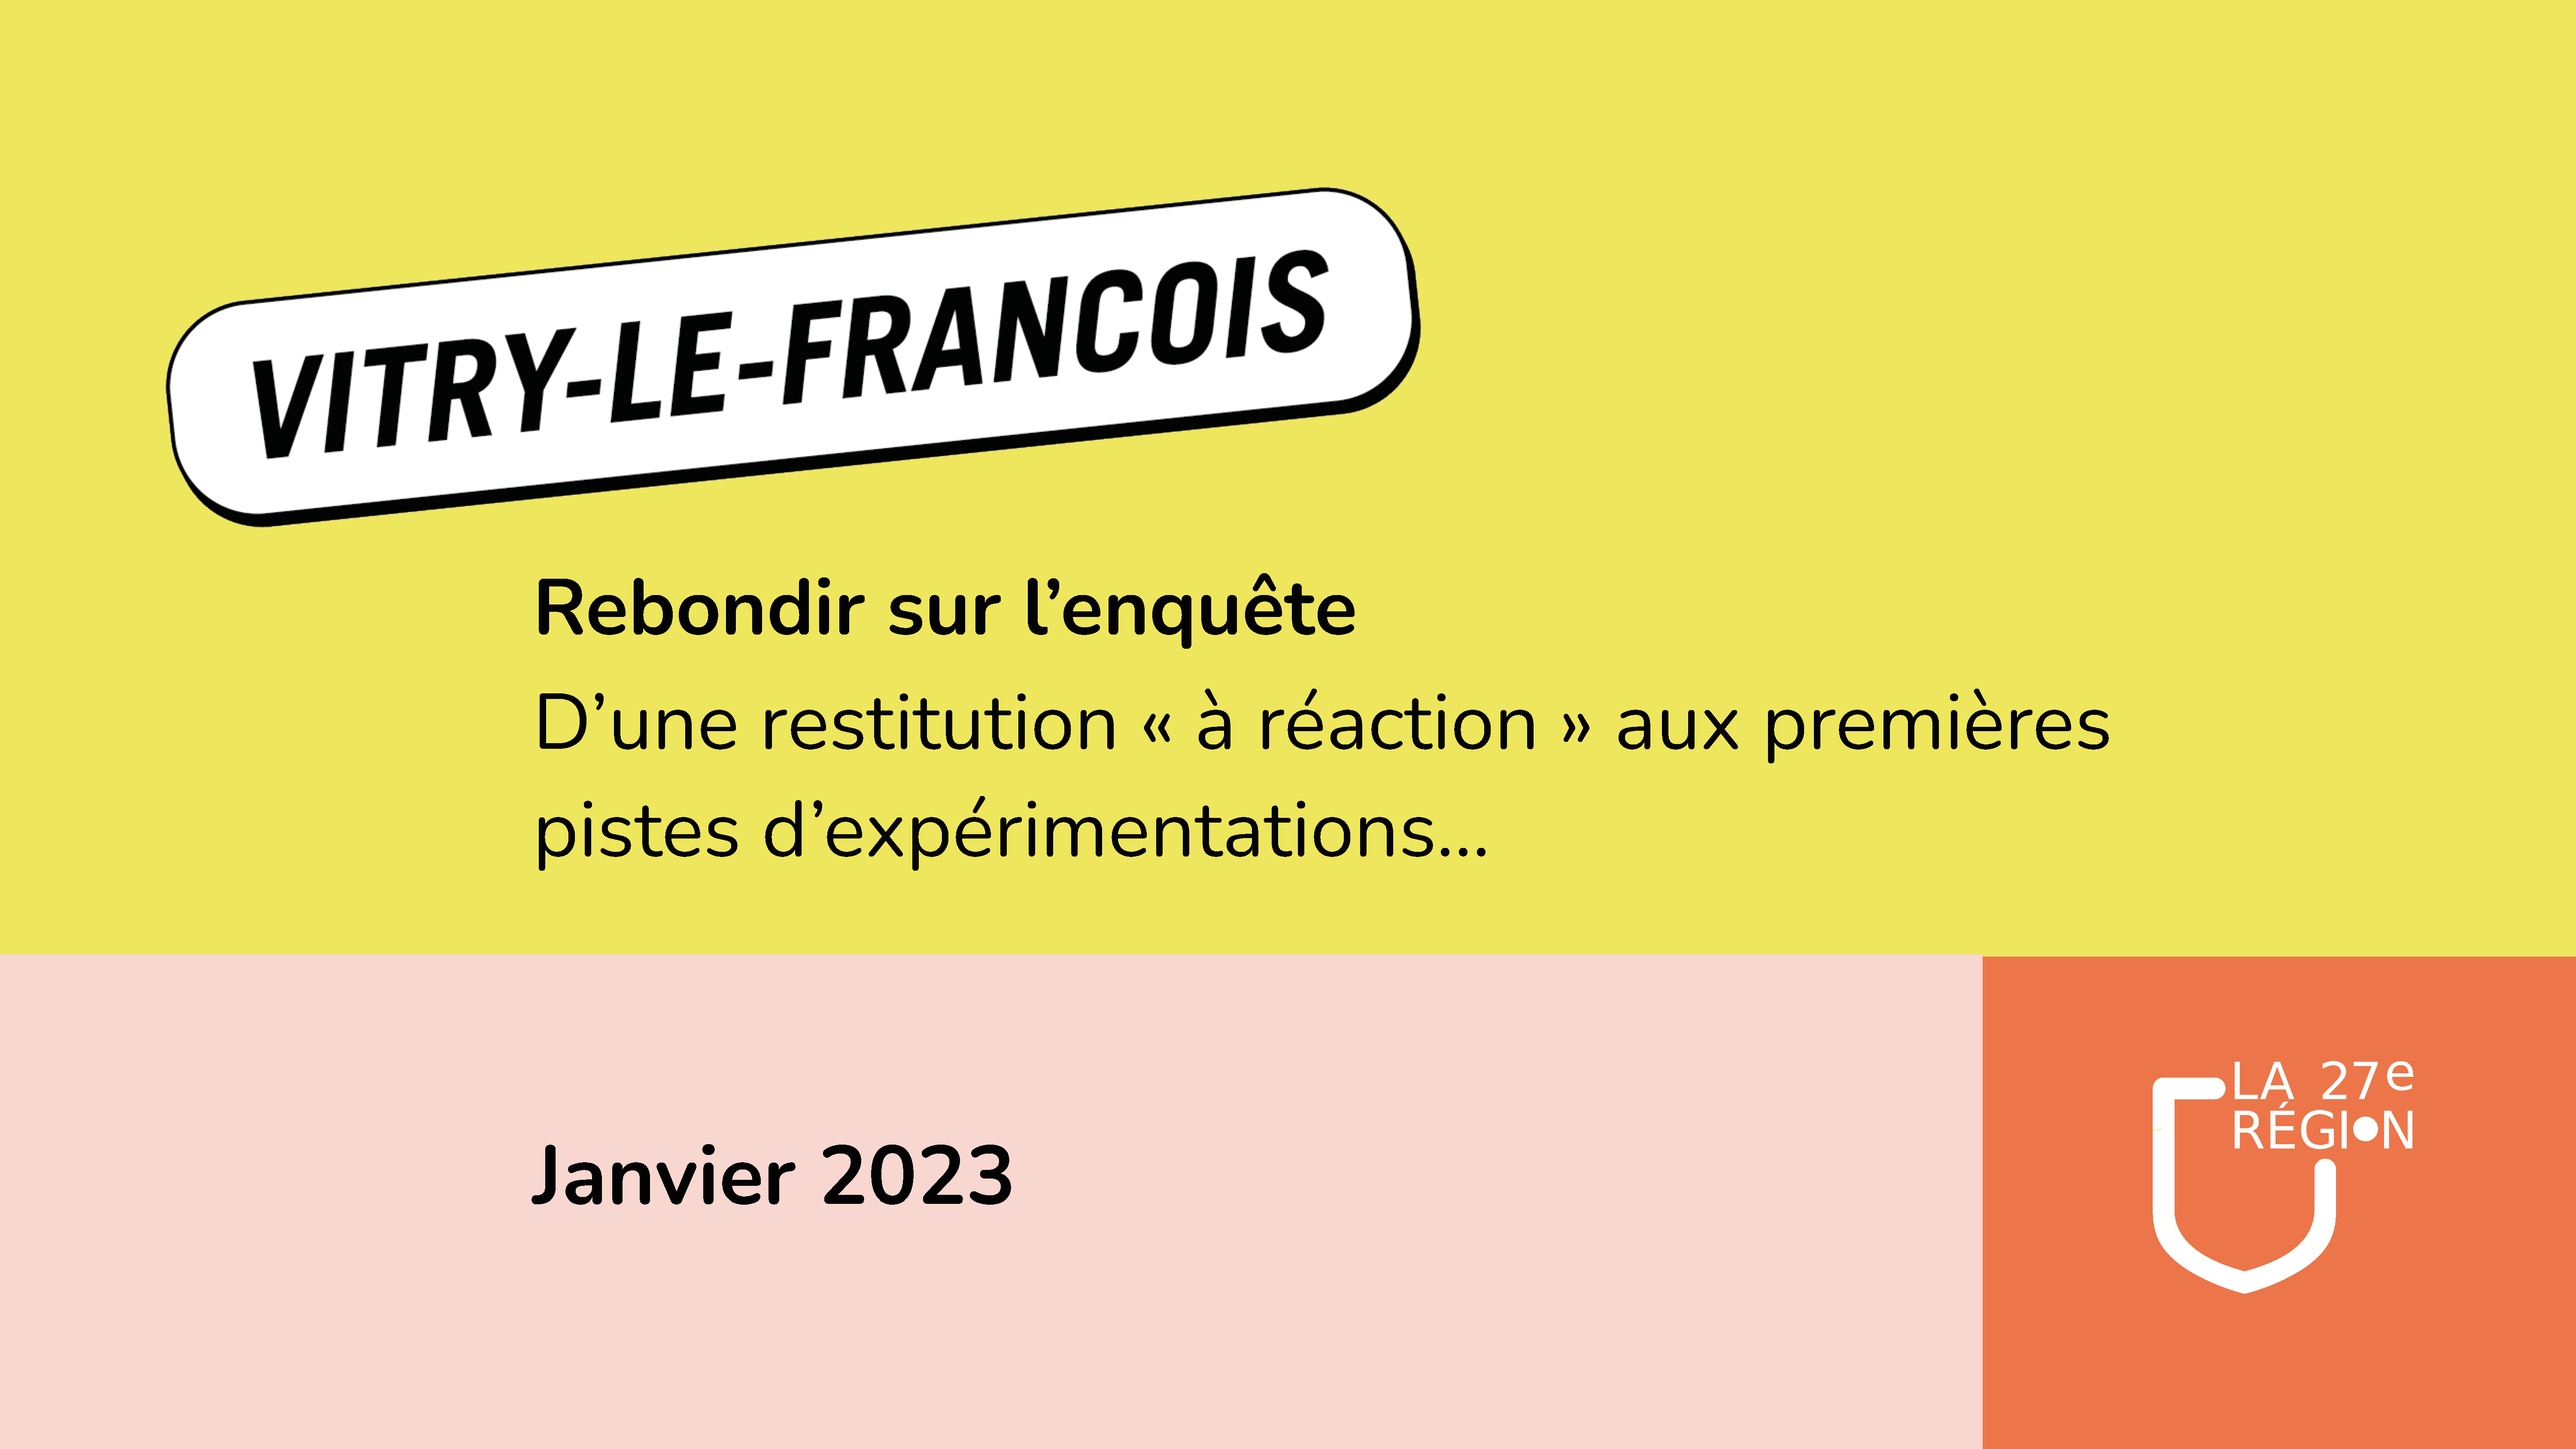 VITRY-LE-FRANCOIS
Rebondir sur l’enquête
D’une restitution « à réaction » aux premières
pistes d’expérimentations...
Janvier 2023
LA 27e
RÉGION